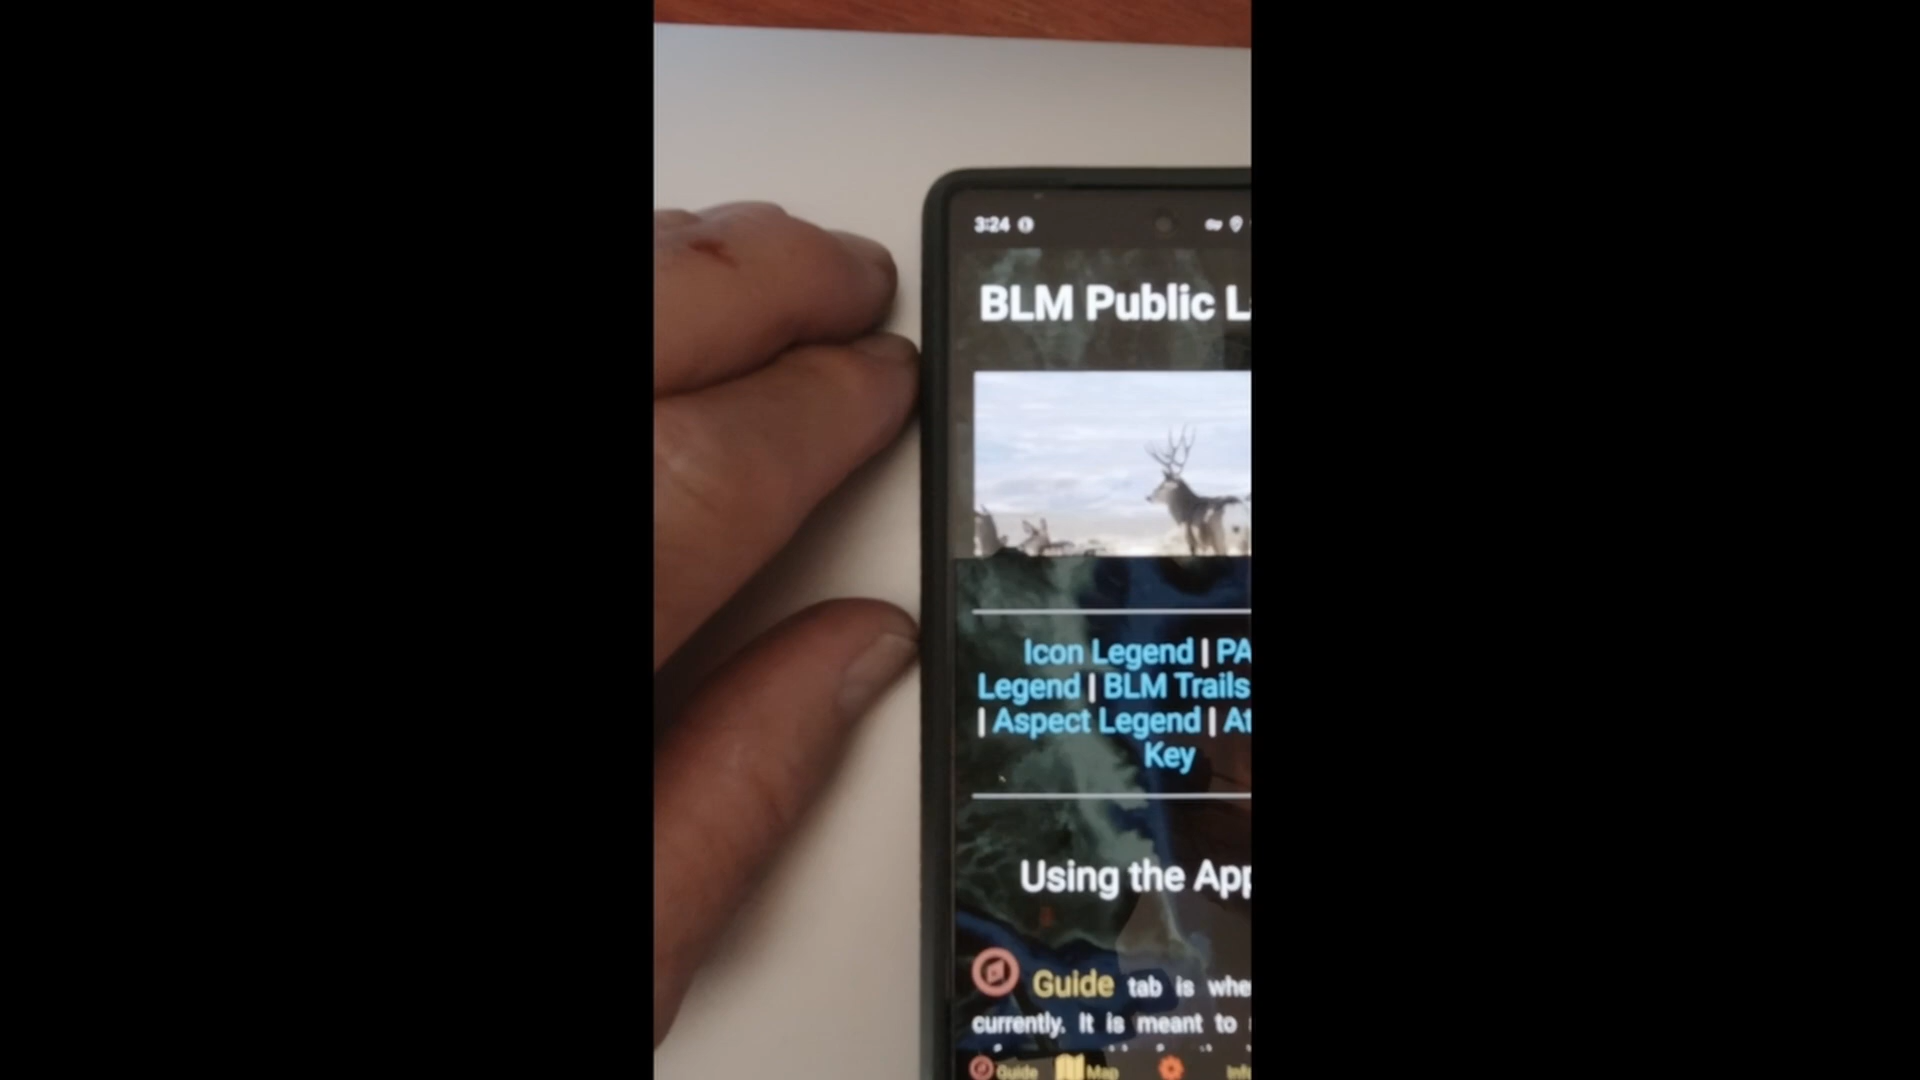 3:24
BLM Public L
Icon Legend | PA
Legend | BLM Trails
| Aspect Legend | At
Key
Using the App
Guide tab is whe
currently. It is meant to
Guide Map Info